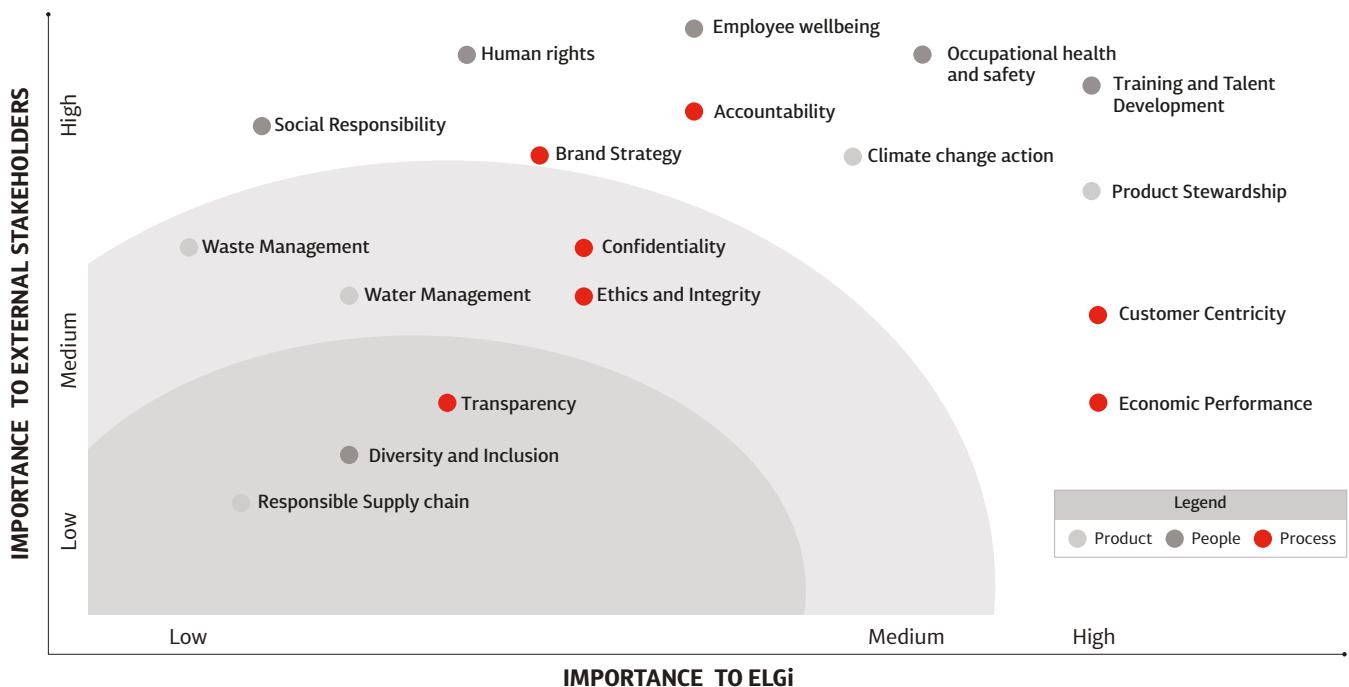 Employee wellbeing
Human rights
Occupational health
and safety
Training and Talent
Development
Accountability
Social Responsibility
Brand Strategy
Climate change action
Product Stewardship
Waste Management
Confidentiality
Water Management
Ethics and Integrity
Customer Centricity
Transparency
Economic Performance
Diversity and Inclusion
Responsible Supply chain
IMPORTANCE TO EXTERNAL STAKEHOLDERS
High
Medium
Low
Legend
Product
People
Process
Low
Medium
High
IMPORTANCE TO ELGi